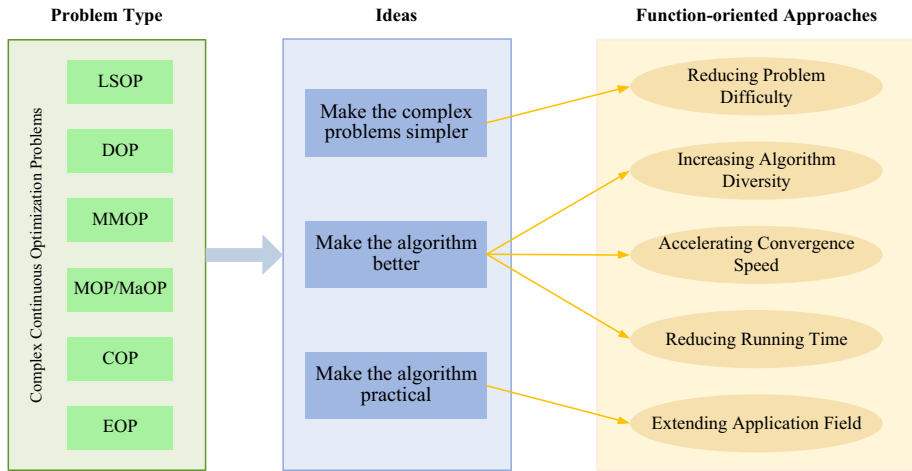 Problem Type
Complex Continuous Optimization Problems
LSOP
DOP
MMOP
MOP/MaOP
COP
EOP
Ideas
Make the complex
problems simpler
Make the algorithm
better
Make the algorithm
practical
Function-oriented Approaches
Reducing Problem
Difficulty
Increasing Algorithm
Diversity
Accelerating Convergence
Speed
Reducing Running Time
Extending Application Field